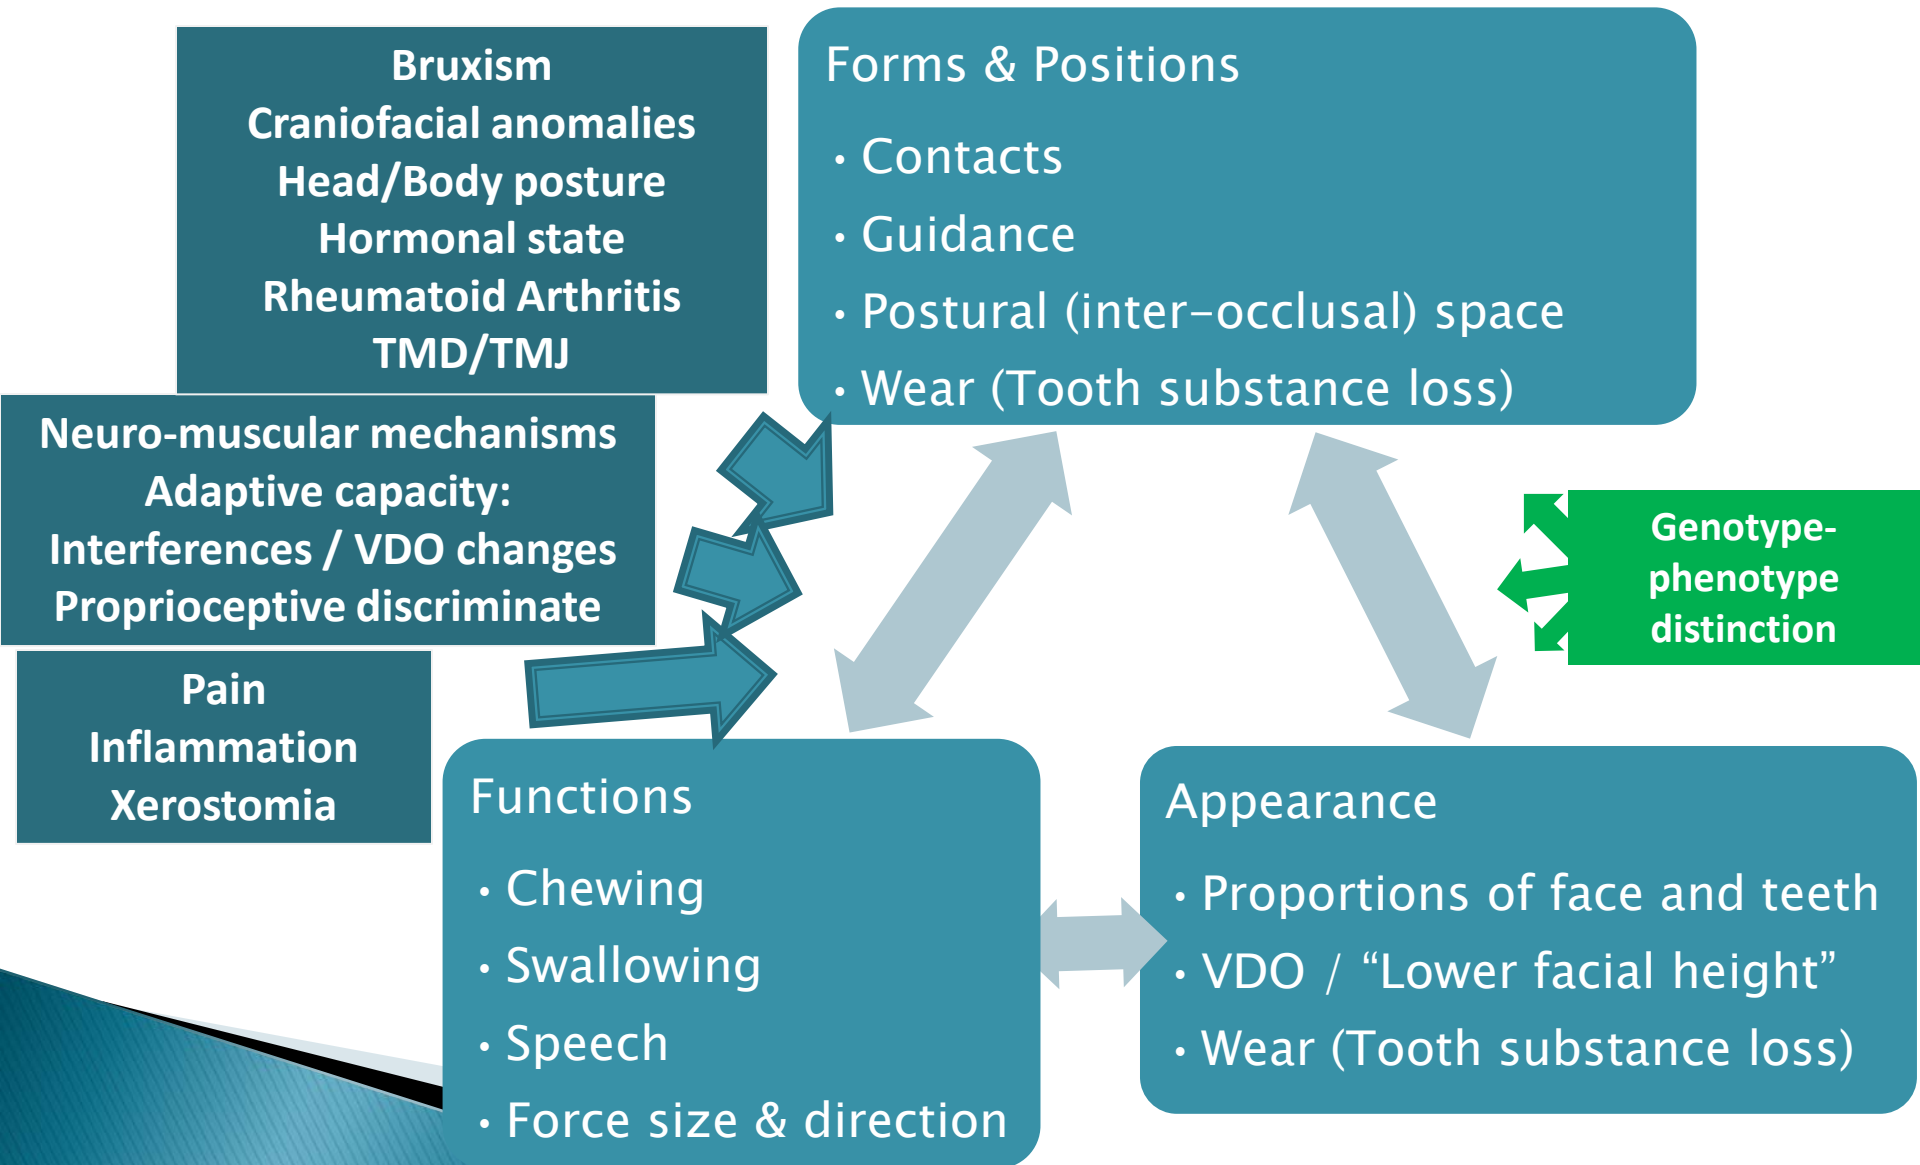 Bruxism
Craniofacial anomalies
Head/Body posture
Hormonal state
Rheumatoid Arthritis
TMD/TMJ
Neuro-muscular mechanisms
Adaptive capacity:
Interferences / VDO changes
Proprioceptive discriminate
Pain
Inflammation
Xerostomia
Forms & Positions
• Contacts
• Guidance
• Postural (inter-occlusal) space
• Wear (Tooth substance loss)
Genotype-
phenotype
distinction
Functions
• Chewing
• Swallowing
• Speech
• Force size & direction
Appearance
• Proportions of face and teeth
• VDO / “Lower facial height”
• Wear (Tooth substance loss)